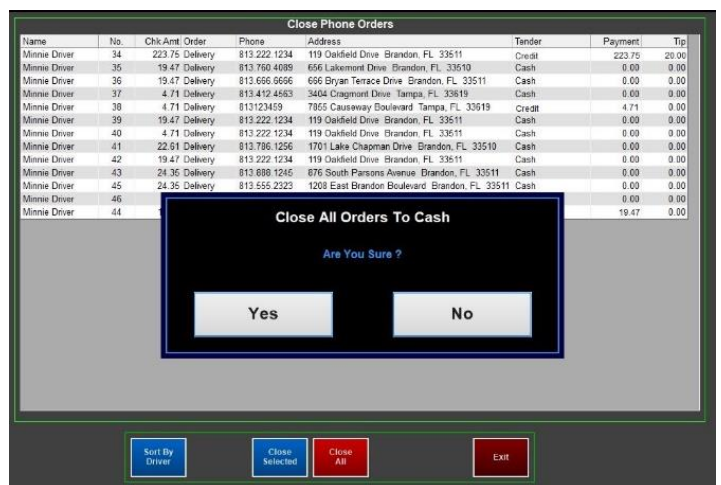 Close Phone Orders
Name No. Chk Amt Order Phone Address Tender Payment Tip
Minnie Driver 34 223.75 Delivery 813.222.1234 119 Oakfield Drive Brandon, FL 33511 Credit 223.75 20.00
Minnie Driver 35 19.47 Delivery 813.760.4089 656 Lakemont Drive Brandon, FL 33510 Cash 0.00 0.00
Minnie Driver 36 19.47 Delivery 813.666.6666 666 Bryan Terrace Drive Brandon, FL 33511 Cash 0.00 0.00
Minnie Driver 37 4.71 Delivery 813.412.4563 3404 Cragmont Drive Tampa, FL 33619 Cash 0.00 0.00
Minnie Driver 38 4.71 Delivery 813123459 7855 Causeway Boulevard Tampa, FL 33619 Credit 4.71 0.00
Minnie Driver 39 19.47 Delivery 813.222.1234 119 Oakfield Drive Brandon, FL 33511 Cash 0.00 0.00
Minnie Driver 40 4.71 Delivery 813.222.1234 119 Oakfield Drive Brandon, FL 33511 Cash 0.00 0.00
Minnie Driver 41 22.61 Delivery 813.786.1256 1701 Lake Chapman Drive Brandon, FL 33510 Cash 0.00 0.00
Minnie Driver 42 19.47 Delivery 813.222.1234 119 Oakfield Drive Brandon, FL 33511 Cash 0.00 0.00
Minnie Driver 43 24.35 Delivery 813.888.1245 876 South Parsons Avenue Brandon, FL 33511 Cash 0.00 0.00
Minnie Driver 45 24.35 Delivery 813.555.2323 1208 East Brandon Boulevard Brandon, FL 33511 Cash 0.00 0.00
Minnie Driver 46 0.00 0.00
Minnie Driver 44 1 19.47 0.00
Close All Orders To Cash
Are You Sure ?
Yes No
Sort By Driver
Close Selected
Close All
Exit